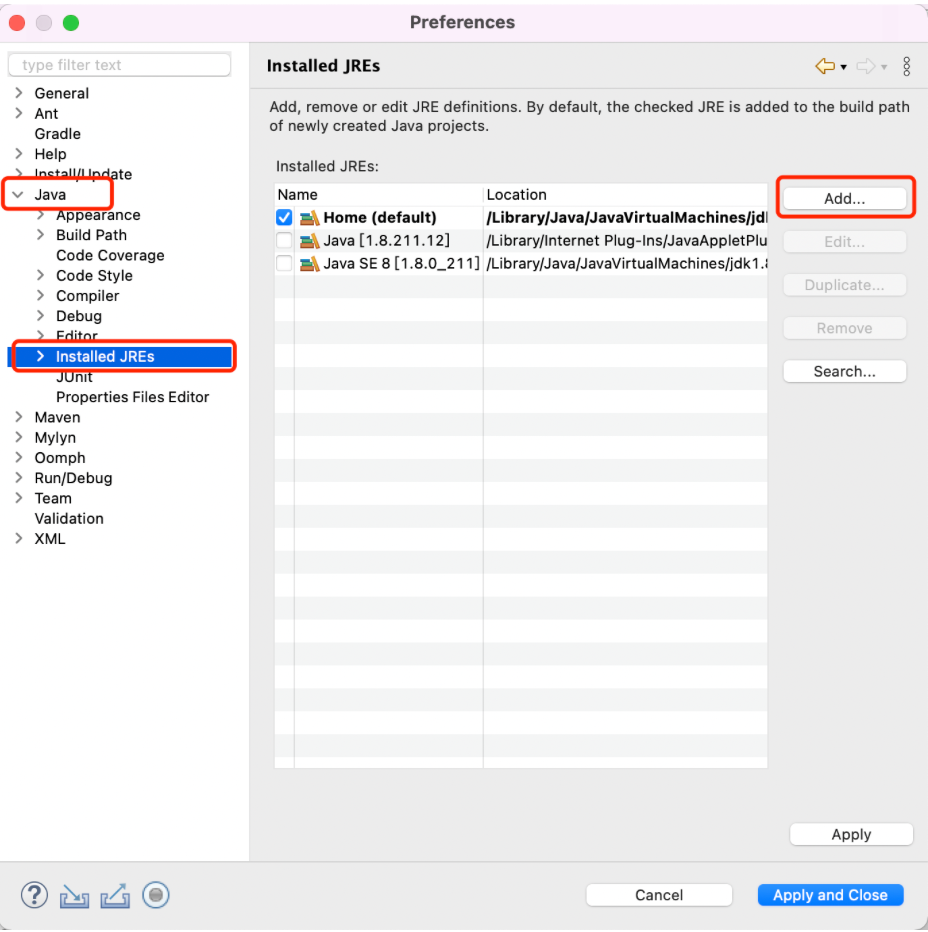 Preferences
type filter text
General
Ant
Gradle
Help
Install/Update
Java
Appearance
Build Path
Code Coverage
Code Style
Compiler
Debug
Editor
Installed JREs
JUnit
Properties Files Editor
Maven
Mylyn
Oomph
Run/Debug
Team
Validation
XML
Installed JREs
Add, remove or edit JRE definitions. By default, the checked JRE is added to the build path
of newly created Java projects.
Installed JREs:
Name Location
Home (default) /Library/Java/JavaVirtualMachines/jdk
Java [1.8.211.12] /Library/Internet Plug-Ins/JavaAppletPlu
Java SE 8 [1.8.0_211] /Library/Java/JavaVirtualMachines/jdk1.8
Add...
Edit...
Duplicate...
Remove
Search...
Apply
?
Cancel
Apply and Close